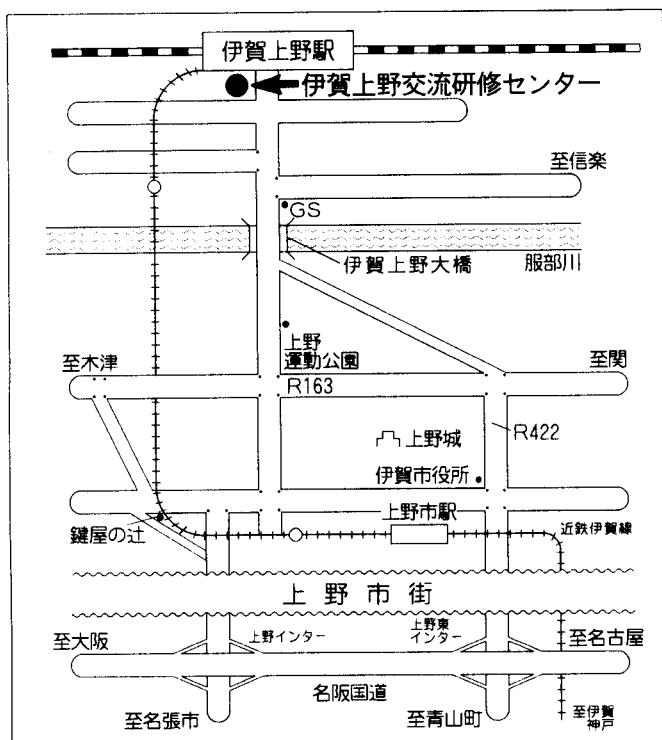 伊賀上野駅
伊賀上野交流研修センター
至信楽
GS
伊賀上野大橋
服部川
上野
運動公園
至木津
至関
R163
R422
上野城
伊賀市役所
上野市駅
鍵屋の辻
近鉄伊賀線
上野市街
至大阪
上野インター
上野東
インター
至名古屋
名阪国道
至名張市
至青山町
至伊賀
神戸